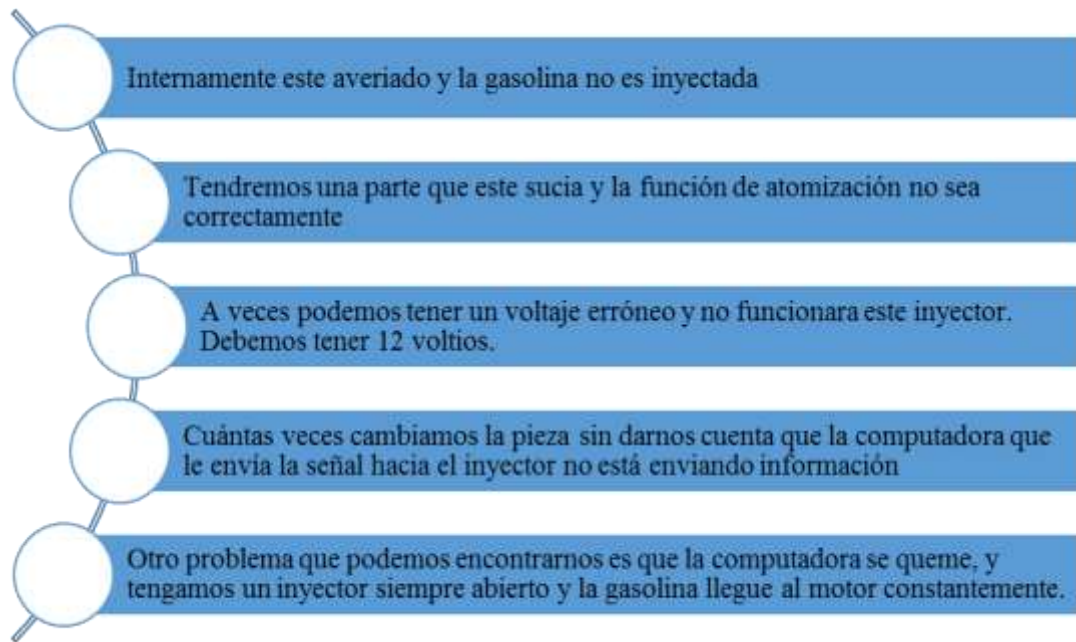 Internamente este averiado y la gasolina no es inyectada
Tendremos una parte que este sucia y la función de atomización no sea
correctamente
A veces podemos tener un voltaje erróneo y no funcionara este inyector.
Debemos tener 12 voltios.
Cuántas veces cambiamos la pieza sin darnos cuenta que la computadora que
le envía la señal hacia el inyector no está enviando información
Otro problema que podemos encontrarnos es que la computadora se queme, y
tengamos un inyector siempre abierto y la gasolina llegue al motor constantemente.